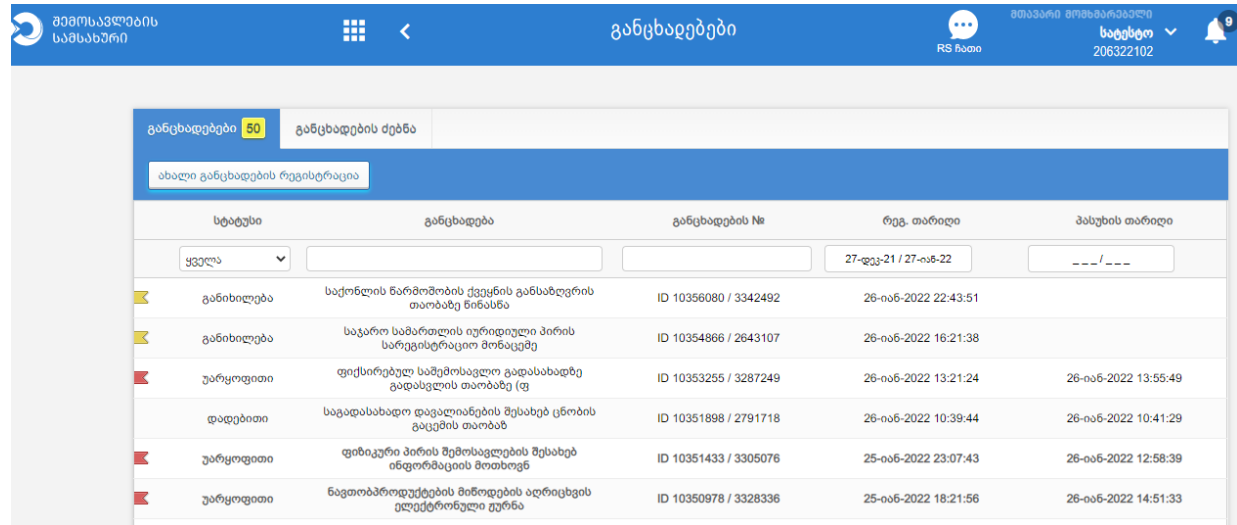 შემოსავლების
სამსახური
განცხადებები
RS ჩათი
მთავარი მომხმარებელი
სატესტო
206322102
9
განცხადებები 50
განცხადების ძებნა
ახალი განცხადების რეგისტრაცია
სტატუსი განცხადება განცხადების № რეგ. თარიღი პასუხის თარიღი
ყველა 27-დეკ-21 / 27-იან-22 _ _ _/_ _ _
განიხილება საქონლის წარმოშობის ქვეყნის განსაზღვრის ID 10356080 / 3342492 26-იან-2022 22:43:51
თაობაზე წინასწა
განიხილება საჯარო სამართლის იურიდიული პირის ID 10354866 / 2643107 26-იან-2022 16:21:38
სარეგისტრაციო მონაცემე
უარყოფითი ფიქსირებულ საშემოსავლო გადასახადზე ID 10353255 / 3287249 26-იან-2022 13:21:24 26-იან-2022 13:55:49
გადასვლის თაობაზე (ფ
დადებითი საგადასახადო დავალიანების შესახებ ცნობის ID 10351898 / 2791718 26-იან-2022 10:39:44 26-იან-2022 10:41:29
გაცემის თაობაზ
უარყოფითი ფიზიკური პირის შემოსავლების შესახებ ID 10351433 / 3305076 25-იან-2022 23:07:43 26-იან-2022 12:58:39
ინფორმაციის მოთხოვნ
უარყოფითი ნავთობპროდუქტების მიწოდების აღრიცხვის ID 10350978 / 3328336 25-იან-2022 18:21:56 26-იან-2022 14:51:33
ელექტრონული ჟურნა